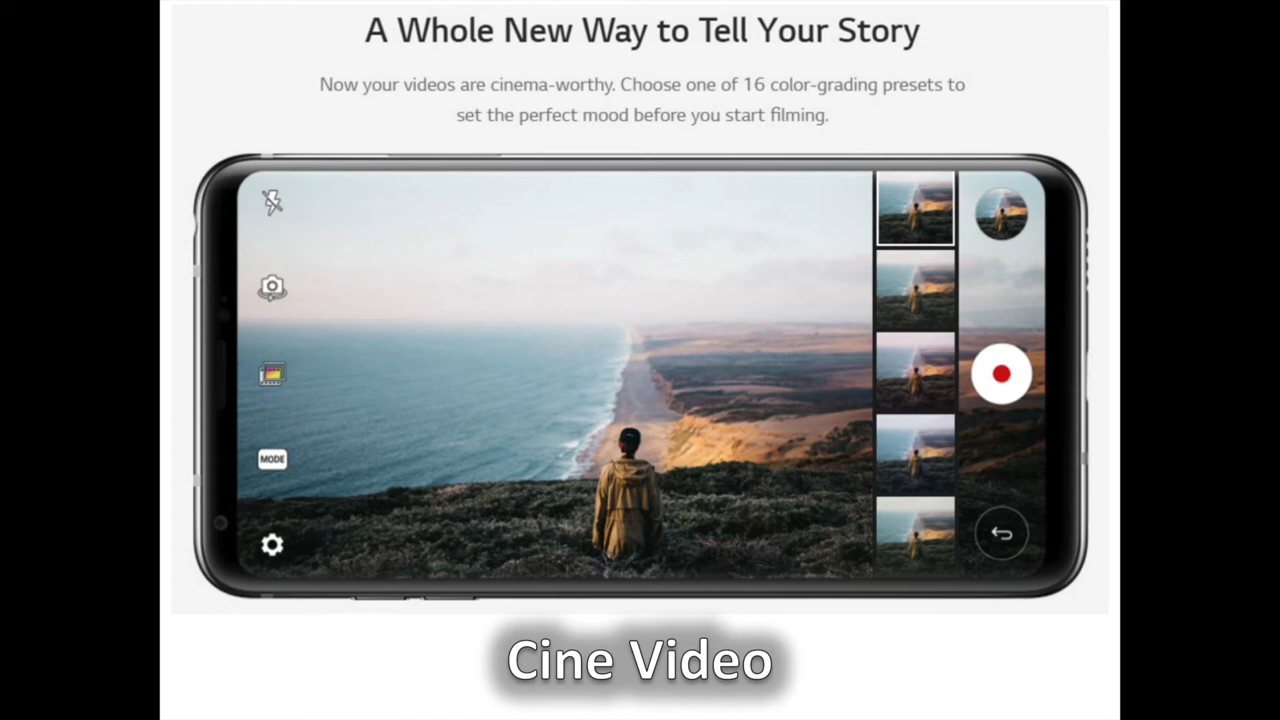 A Whole New Way to Tell Your Story
Now your videos are cinema-worthy. Choose one of 16 color-grading presets to
set the perfect mood before you start filming.
MODE
Cine Video